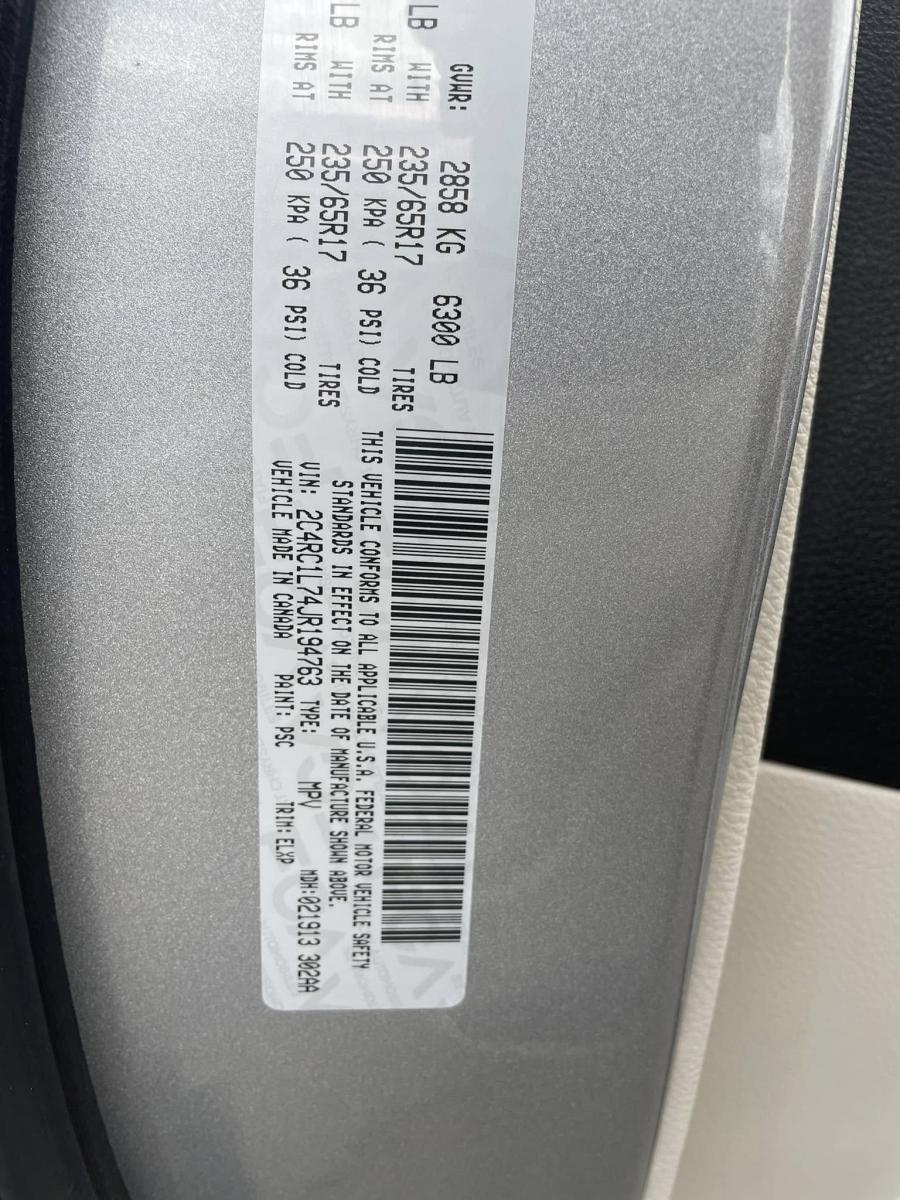 GVWR: 2858 KG 6300 LB
LB WITH 235/65R17 TIRES
RIMS AT 250 KPA ( 36 PSI) COLD
LB WITH 235/65R17 TIRES
RIMS AT 250 KPA ( 36 PSI) COLD
THIS VEHICLE CONFORMS TO ALL APPLICABLE U.S.A. FEDERAL MOTOR VEHICLE SAFETY
STANDARDS IN EFFECT ON THE DATE OF MANUFACTURE SHOWN ABOVE.
VIN: 2C4RC1L74JR194763 TYPE: MPV MDH:021913 302AA
VEHICLE MADE IN CANADA PAINT: PSC TRIM:ELXP